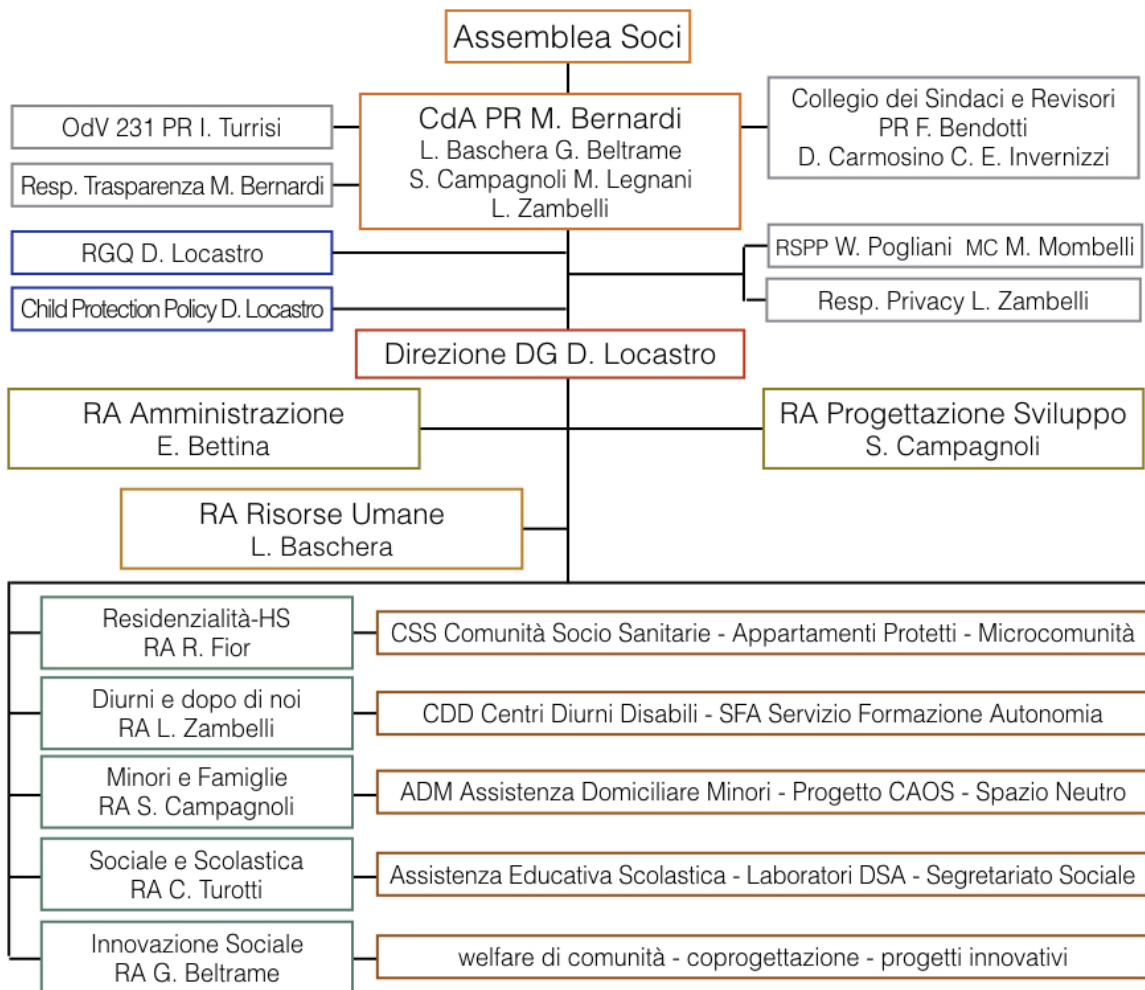 Assemblea Soci
OdV 231 PR I. Turrisi
Resp. Trasparenza M. Bernardi
CdA PR M. Bernardi
L. Baschera G. Beltrame
S. Campagnoli M. Legnani
L. Zambelli
Collegio dei Sindaci e Revisori
PR F. Bendotti
D. Carmosino C. E. Invernizzi
RGQ D. Locastro
Child Protection Policy D. Locastro
RSPP W. Pogliani MC M. Mombelli
Resp. Privacy L. Zambelli
Direzione DG D. Locastro
RA Amministrazione
E. Bettina
RA Progettazione Sviluppo
S. Campagnoli
RA Risorse Umane
L. Baschera
Residenzialità-HS
RA R. Fior
CSS Comunità Socio Sanitarie - Appartamenti Protetti - Microcomunità
Diurni e dopo di noi
RA L. Zambelli
CDD Centri Diurni Disabili - SFA Servizio Formazione Autonomia
Minori e Famiglie
RA S. Campagnoli
ADM Assistenza Domiciliare Minori - Progetto CAOS - Spazio Neutro
Sociale e Scolastica
RA C. Turotti
Assistenza Educativa Scolastica - Laboratori DSA - Segretariato Sociale
Innovazione Sociale
RA G. Beltrame
welfare di comunità - coprogettazione - progetti innovativi